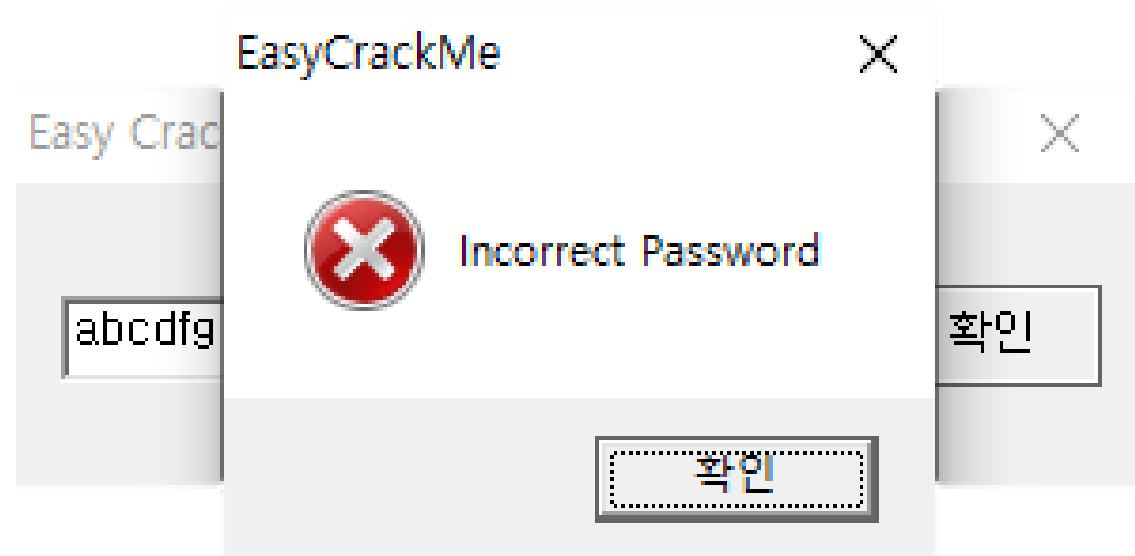 EasyCrackMe
Easy Crac
Incorrect Password
abcdfg
확인
확인